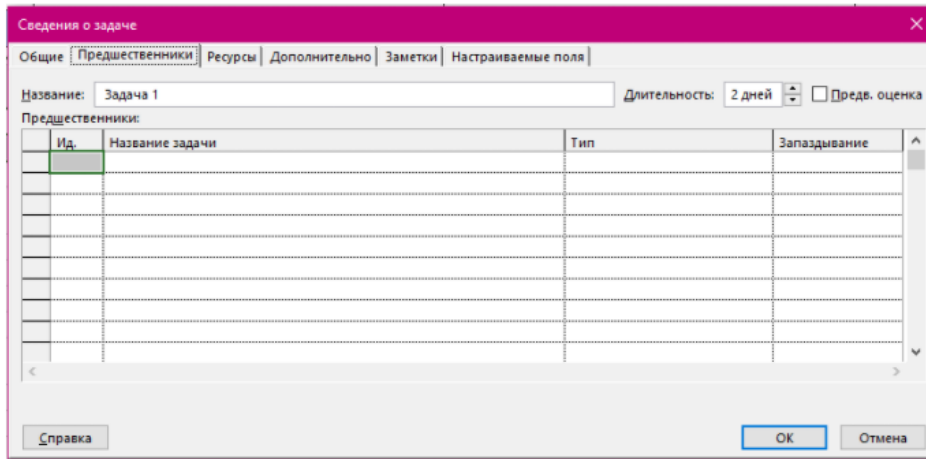 Сведения о задаче
Общие Предшественники Ресурсы Дополнительно Заметки Настраиваемые поля
Название: Задача 1 Длительность: 2 дней Предв. оценка
Предшественники:
Ид. Название задачи Тип Запаздывание
Справка ОК Отмена